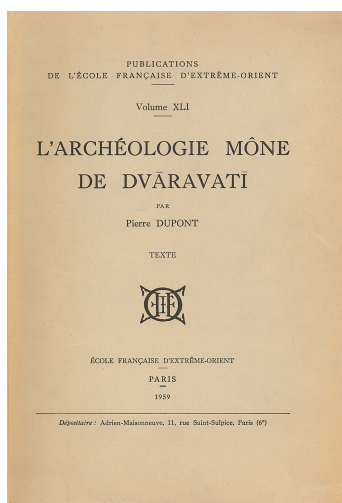 PUBLICATIONS
DE L'ÉCOLE FRANÇAISE D'EXTRÊME-ORIENT
Volume XLI
L'ARCHÉOLOGIE MÔNE
DE DVĀRAVATĪ
PAR
Pierre DUPONT
TEXTE
ÉCOLE FRANÇAISE D'EXTRÊME-ORIENT
PARIS
1959
Dépositaire : Adrien-Maisonneuve, 11, rue Saint-Sulpice, Paris (6e)